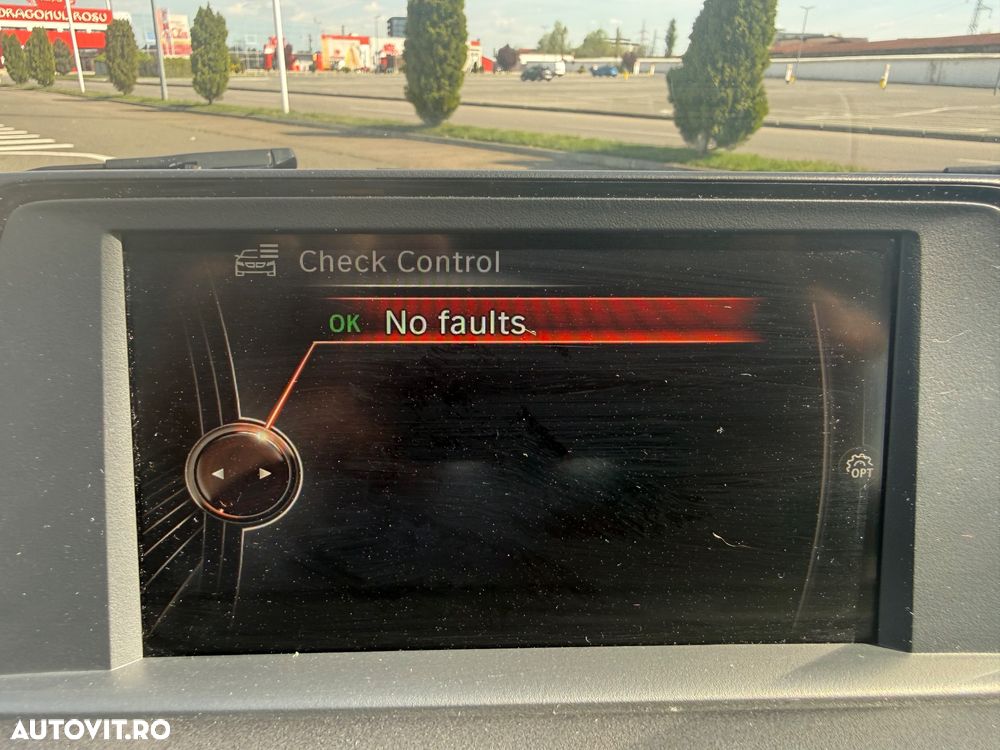 DRAGONUL ROSU
Check Control
OK No faults
OPT
AUTOVIT.RO